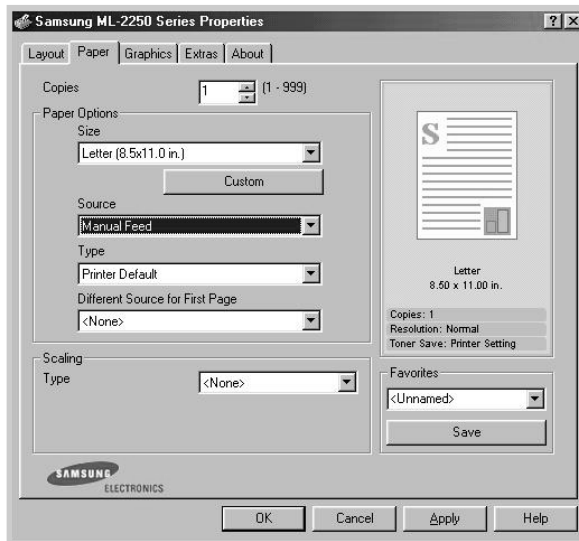 Samsung ML-2250 Series Properties
Layout Paper Graphics Extras About
Copies
1
(1 - 999)
Paper Options
Size
Letter (8.5x11.0 in.)
Custom
Source
Manual Feed
Type
Printer Default
Different Source for First Page
<None>
Scaling
Type
<None>
S
Letter
8.50 x 11.00 in.
Copies: 1
Resolution: Normal
Toner Save: Printer Setting
Favorites
<Unnamed>
Save
SAMSUNG
ELECTRONICS
OK Cancel Apply Help